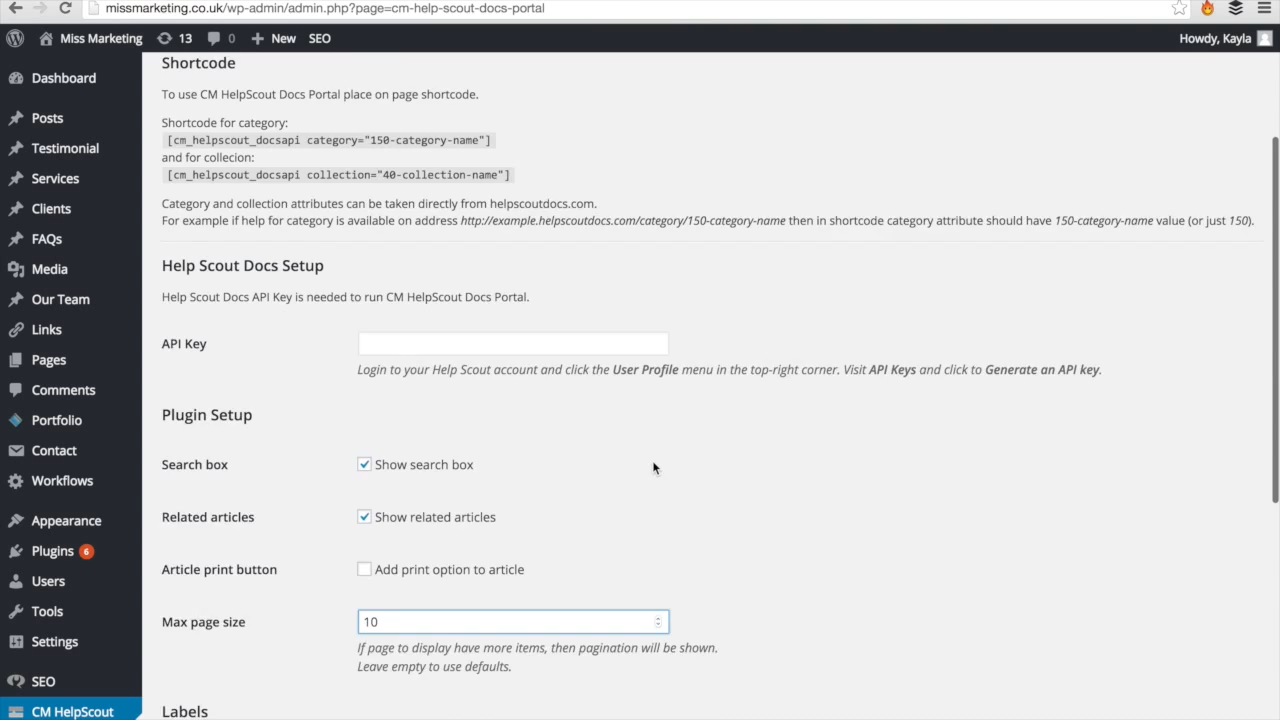 missmarketing.co.uk/wp-admin/admin.php?page=cm-help-scout-docs-portal
Miss Marketing 13 0 New SEO Howdy, Kayla
Dashboard
Posts
Testimonial
Services
Clients
FAQs
Media
Our Team
Links
Pages
Comments
Portfolio
Contact
Workflows
Appearance
Plugins 6
Users
Tools
Settings
SEO
CM HelpScout
Shortcode
To use CM HelpScout Docs Portal place on page shortcode.
Shortcode for category:
[cm_helpscout_docsapi category="150-category-name"]
and for collecion:
[cm_helpscout_docsapi collection="40-collection-name"]
Category and collection attributes can be taken directly from helpscoutdocs.com.
For example if help for category is available on address http://example.helpscoutdocs.com/category/150-category-name then in shortcode category attribute should have 150-category-name value (or just 150).
Help Scout Docs Setup
Help Scout Docs API Key is needed to run CM HelpScout Docs Portal.
API Key
Login to your Help Scout account and click the User Profile menu in the top-right corner. Visit API Keys and click to Generate an API key.
Plugin Setup
Search box Show search box
Related articles Show related articles
Article print button Add print option to article
Max page size 10
If page to display have more items, then pagination will be shown.
Leave empty to use defaults.
Labels